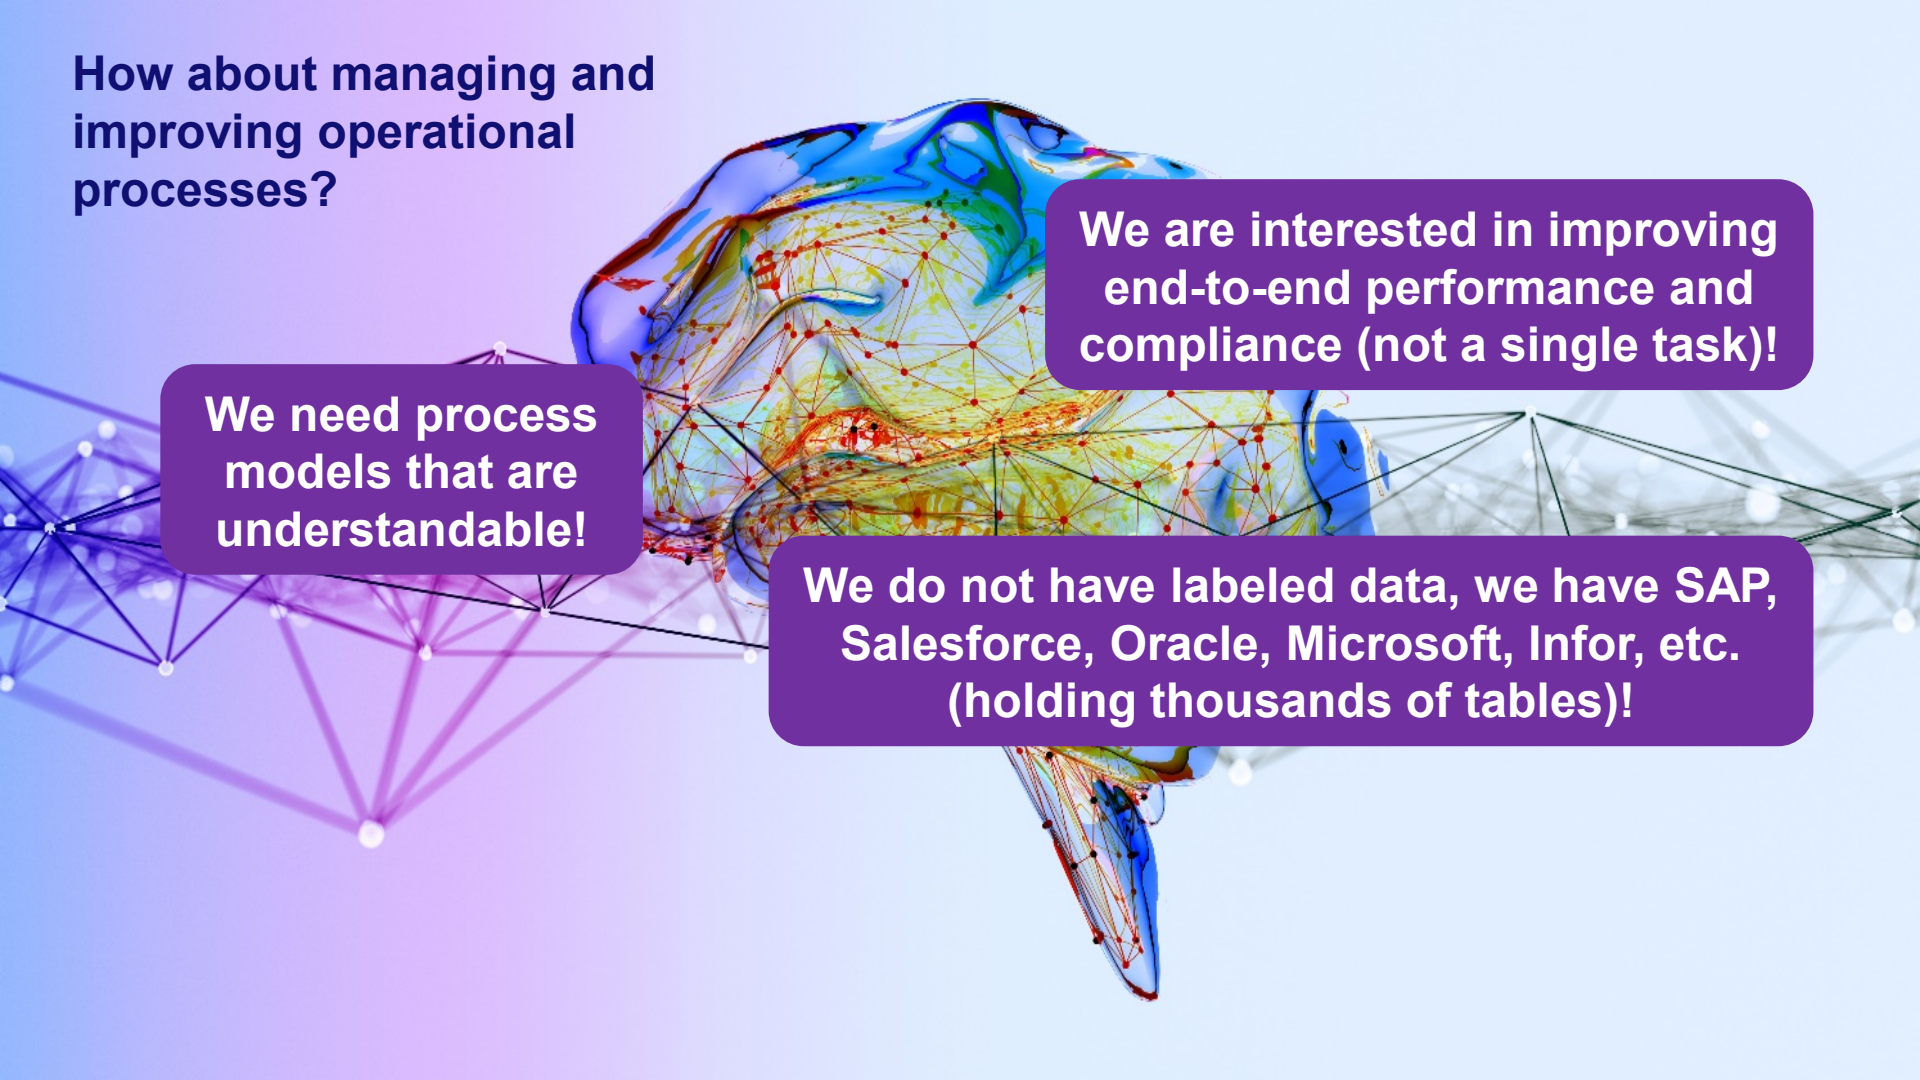 How about managing and
improving operational
processes?
We are interested in improving
end-to-end performance and
compliance (not a single task)!
We need process
models that are
understandable!
We do not have labeled data, we have SAP,
Salesforce, Oracle, Microsoft, Infor, etc.
(holding thousands of tables)!